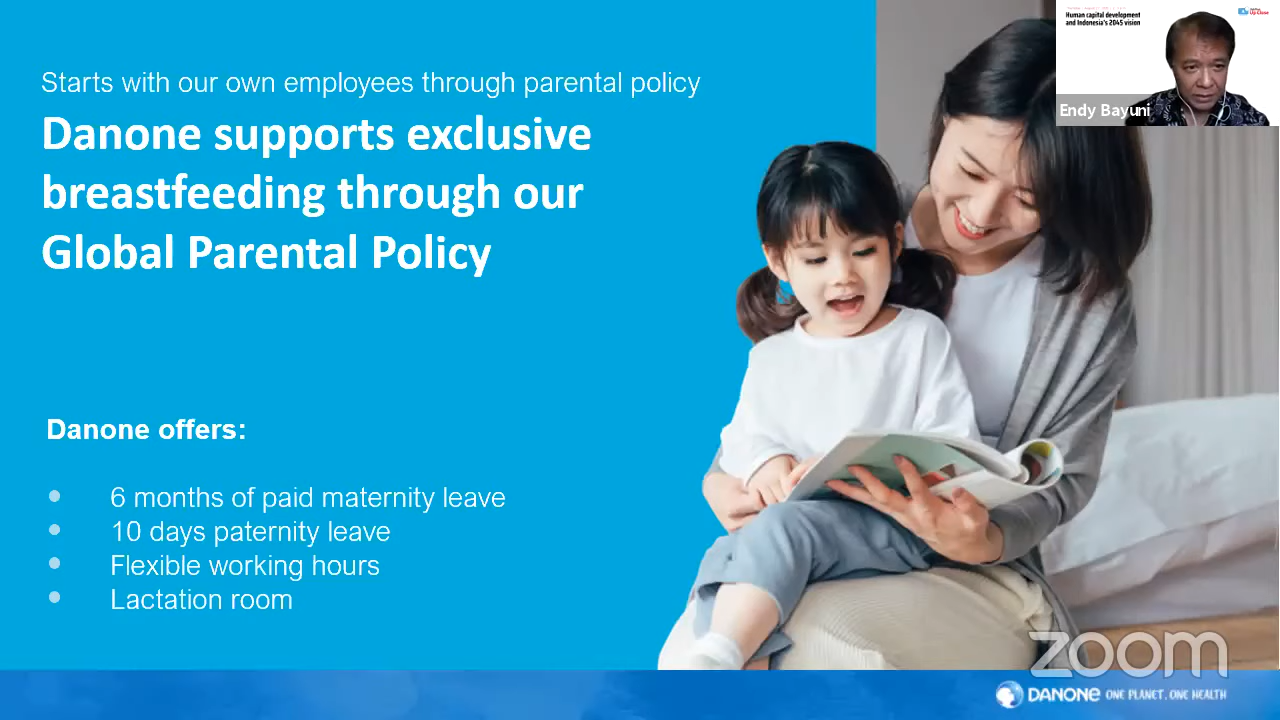 Starts with our own employees through parental policy
Danone supports exclusive
breastfeeding through our
Global Parental Policy
Danone offers:
• 6 months of paid maternity leave
• 10 days paternity leave
• Flexible working hours
• Lactation room
Human capital development
and Indonesia's 2045 vision
Up Close
Endy Bayuni
zoom
DANONE ONE PLANET. ONE HEALTH